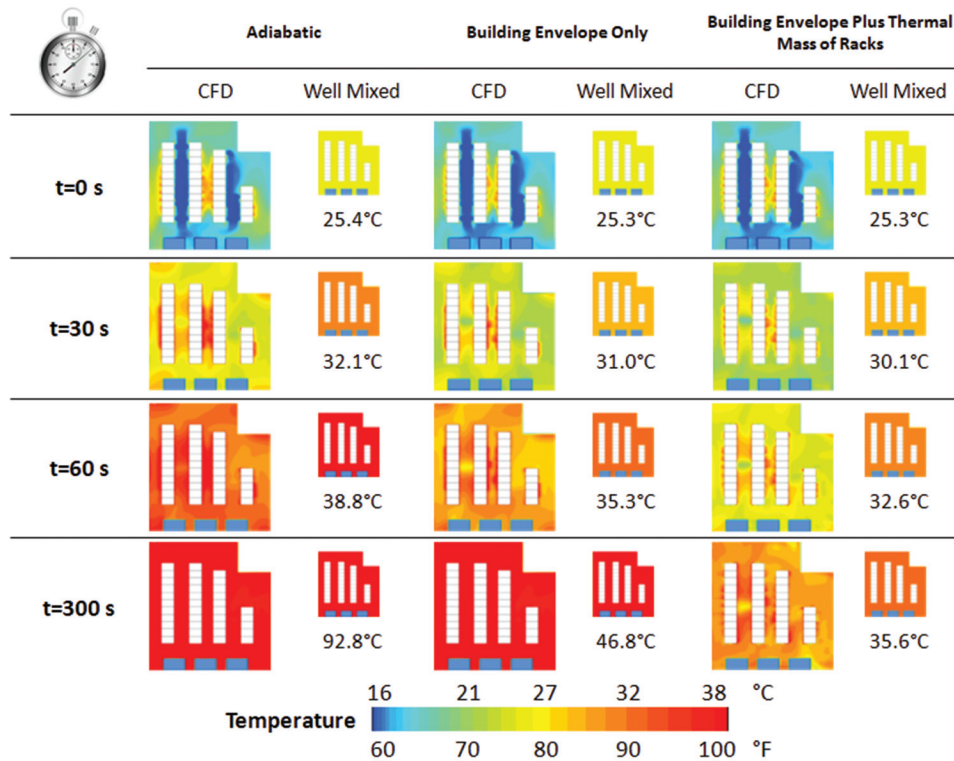 Adiabatic
Building Envelope Only
Building Envelope Plus Thermal
Mass of Racks
CFD Well Mixed CFD Well Mixed CFD Well Mixed
t=0 s
25.4°C 25.3°C 25.3°C
t=30 s
32.1°C 31.0°C 30.1°C
t=60 s
38.8°C 35.3°C 32.6°C
t=300 s
92.8°C 46.8°C 35.6°C
16 21 27 32 38 °C
Temperature
60 70 80 90 100 °F